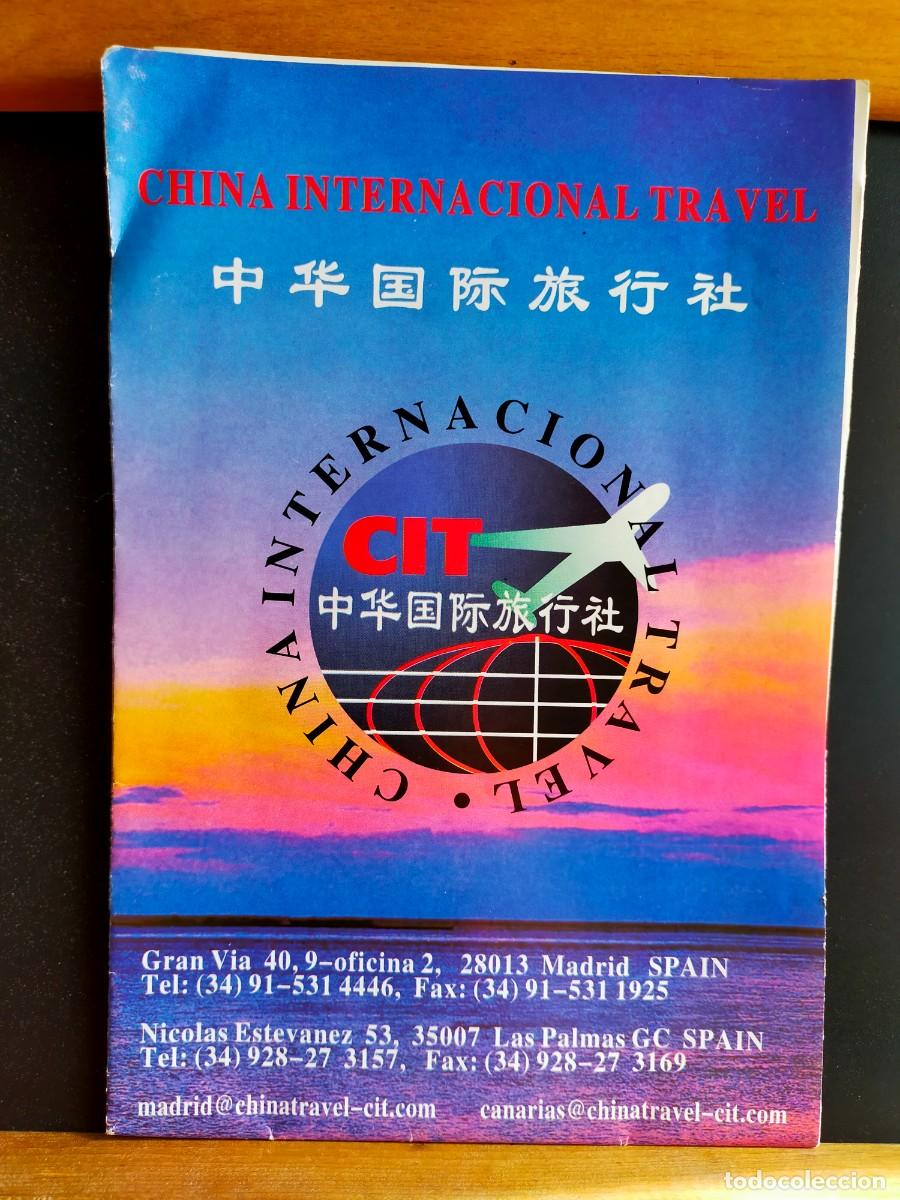 CHINA INTERNACIONAL TRAVEL
中华国际旅行社
CHINA INTERNACIONAL TRAVEL •
CIT
中华国际旅行社
Gran Via 40, 9-oficina 2, 28013 Madrid SPAIN
Tel: (34) 91-531 4446, Fax: (34) 91-531 1925
Nicolas Estevanez 53, 35007 Las Palmas GC SPAIN
Tel: (34) 928-27 3157, Fax: (34) 928-27 3169
madrid@chinatravel-cit.com canarias@chinatravel-cit.com
todocoleccion